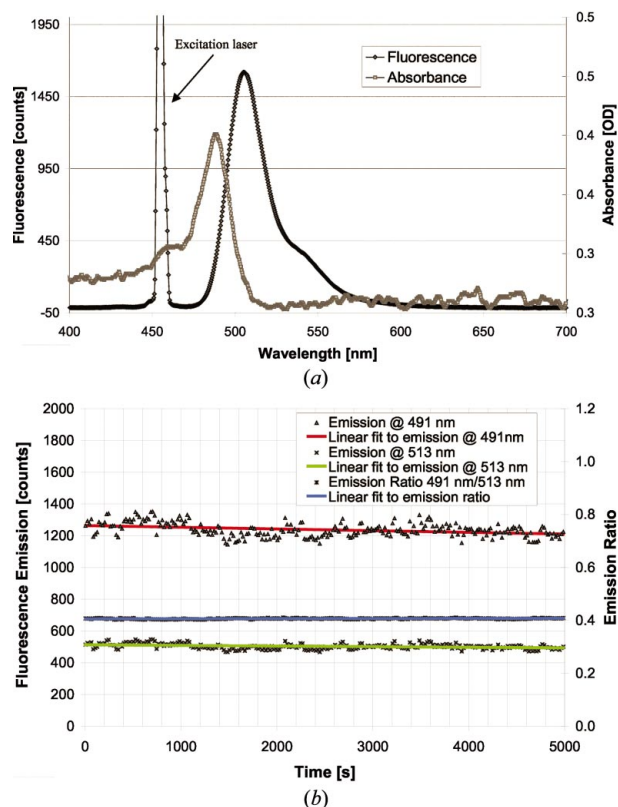 1950
1450
950
450
-50
Fluorescence [counts]
Excitation laser
Fluorescence
Absorbance
0.5
0.5
0.4
0.4
0.3
0.3
Absorbance [OD]
400 450 500 550 600 650 700
Wavelength [nm]
(a)
2000
1800
1600
1400
1200
1000
800
600
400
200
0
Fluorescence Emission [counts]
Emission @ 491 nm
Linear fit to emission @ 491nm
Emission @ 513 nm
Linear fit to emission @ 513 nm
Emission Ratio 491 nm/513 nm
Linear fit to emission ratio
1.2
1.0
0.8
0.6
0.4
0.2
0.0
Emission Ratio
0 1000 2000 3000 4000 5000
Time [s]
(b)